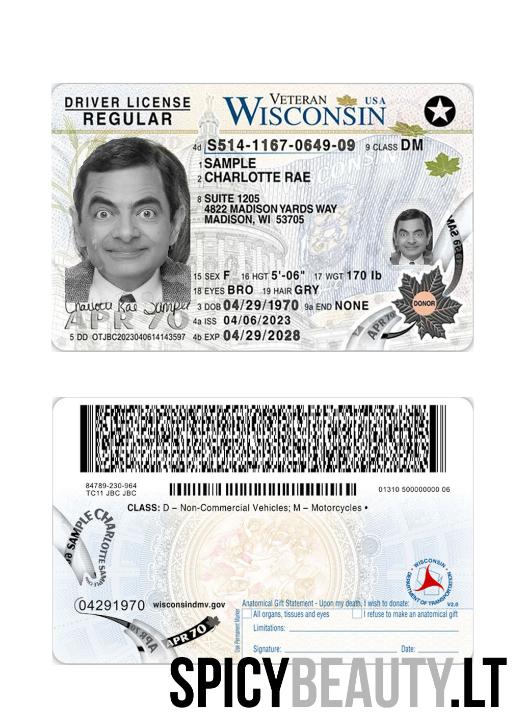 DRIVER LICENSE
REGULAR
VETERAN USA
WISCONSIN
4d S514-1167-0649-09 9 CLASS DM
1 SAMPLE
2 CHARLOTTE RAE
8 SUITE 1205
4822 MADISON YARDS WAY
MADISON, WI 53705
15 SEX F 16 HGT 5'-06" 17 WGT 170 lb
18 EYES BRO 19 HAIR GRY
3 DOB 04/29/1970 9a END NONE
4a ISS 04/06/2023
4b EXP 04/29/2028
Charlotte Rae Sample
APR 70
5 DD OTJBC2023040614143597
DONOR
APR70
84789-230-964
TC11 JBC JBC
01310 500000000 06
CLASS: D – Non-Commercial Vehicles; M – Motorcycles •
SAMPLE CHARLOTTE
04291970 wisconsindmv.gov
APR 70
WISCONSIN
DEPARTMENT OF TRANSPORTATION
V2.0
Use Permanent Marker
Anatomical Gift Statement - Upon my death, I wish to donate:
All organs, tissues and eyes
I refuse to make an anatomical gift
Limitations:
Signature: Date:
SPICYBEAUTY.LT